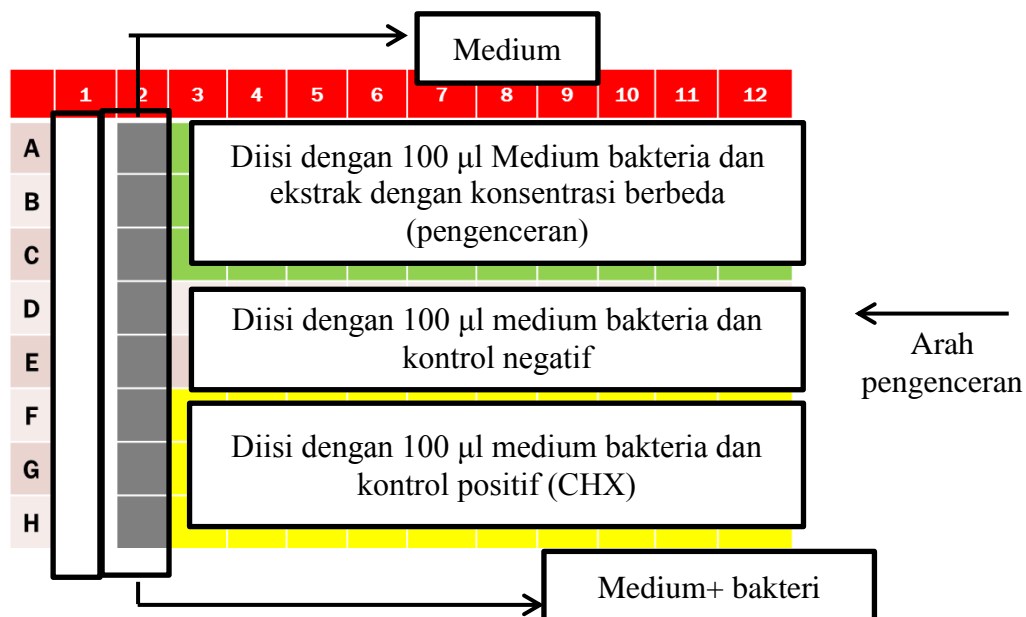 Medium
1 2 3 4 5 6 7 8 9 10 11 12
A
B
C
D
E
F
G
H
Diisi dengan 100 µl Medium bakteria dan
ekstrak dengan konsentrasi berbeda
(pengenceran)
Diisi dengan 100 µl medium bakteria dan
kontrol negatif
Diisi dengan 100 µl medium bakteria dan
kontrol positif (CHX)
Arah
pengenceran
Medium+ bakteri